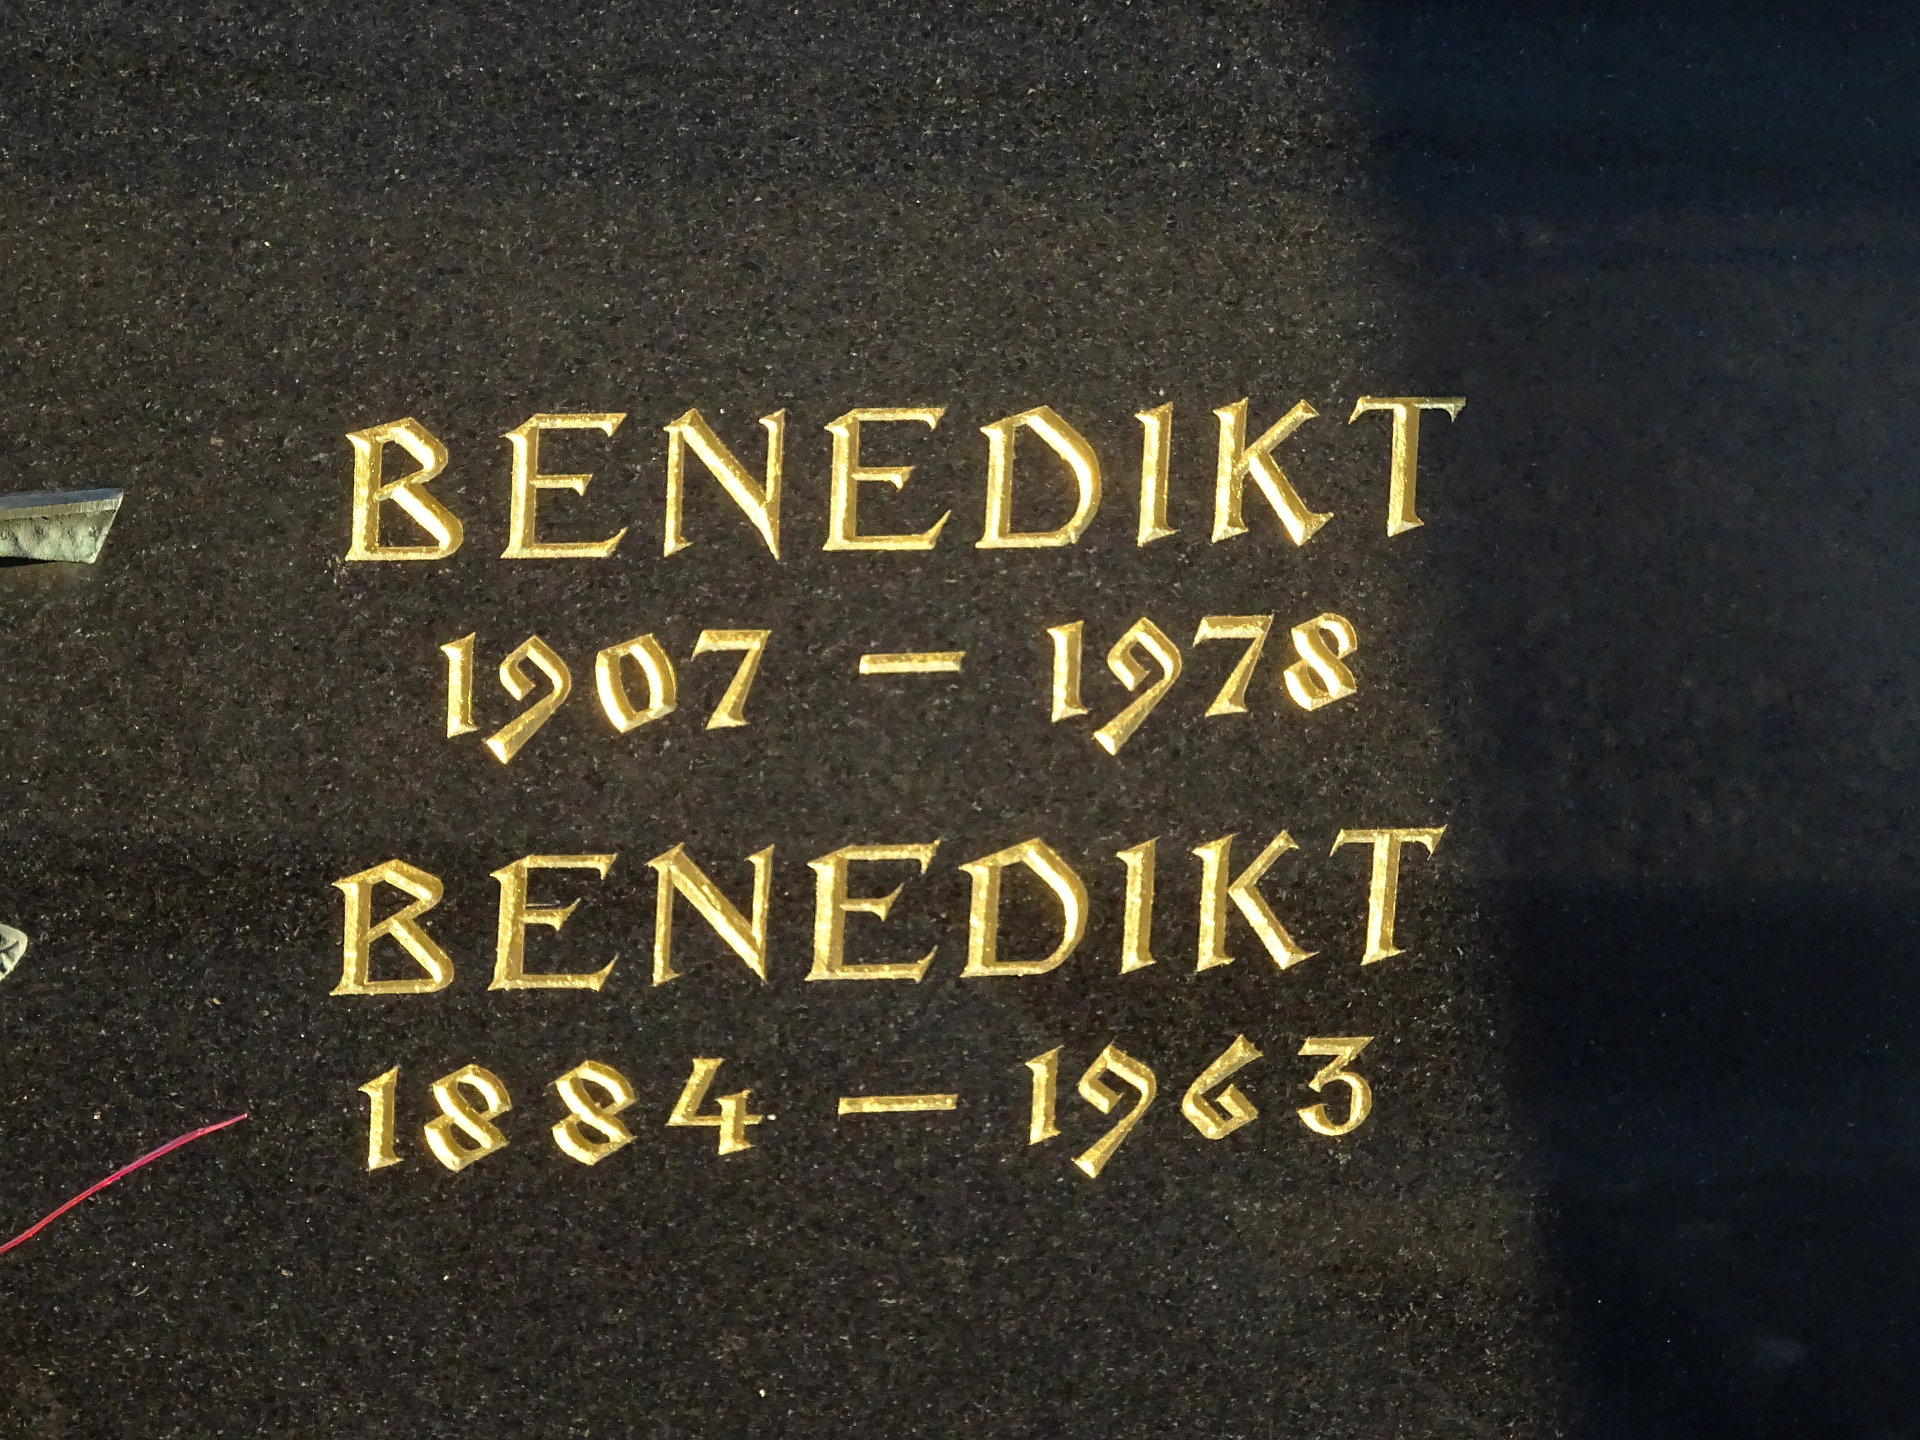 BENEDIKT
1907 — 1978
BENEDIKT
1884 — 1963